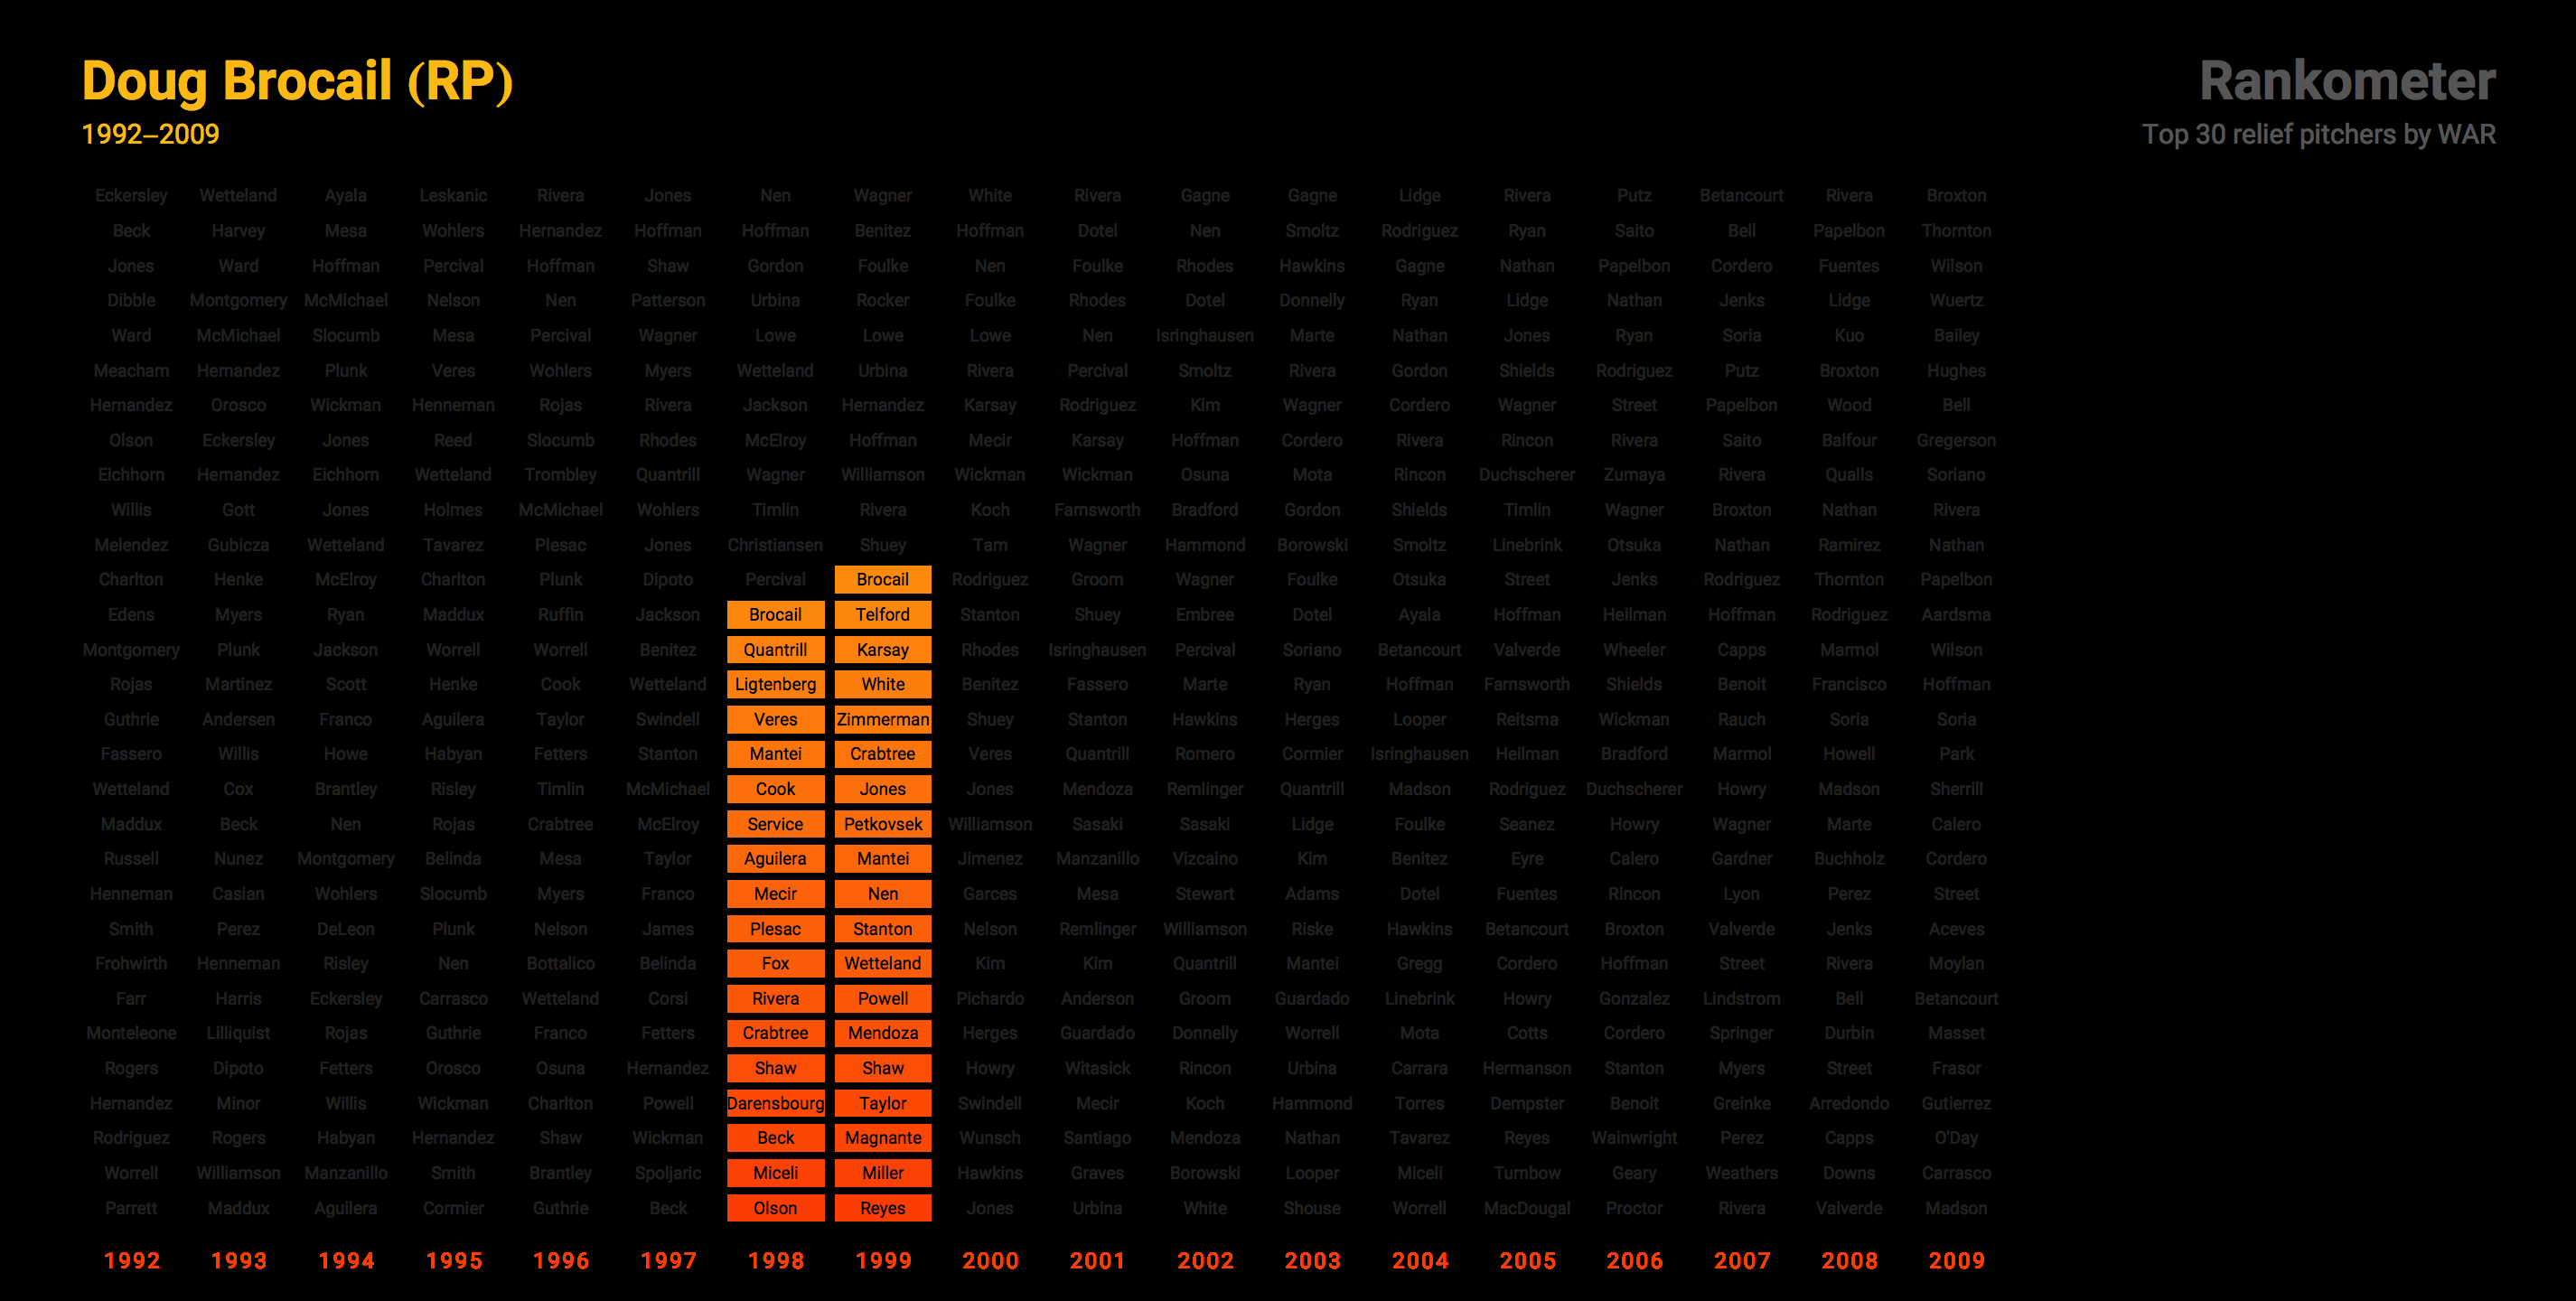 Doug Brocail (RP)
1992–2009
Rankometer
Top 30 relief pitchers by WAR
Eckersley Wetteland Ayala Leskanic Rivera Jones Nen Wagner White Rivera Gagne Gagne Lidge Rivera Putz Betancourt Rivera Broxton
Beck Harvey Mesa Wohlers Hernandez Hoffman Hoffman Benitez Hoffman Dotel Nen Smoltz Rodriguez Ryan Saito Bell Papelbon Thornton
Jones Ward Hoffman Percival Hoffman Shaw Gordon Foulke Nen Foulke Rhodes Hawkins Gagne Nathan Papelbon Cordero Fuentes Wilson
Dibble Montgomery McMichael Nelson Nen Patterson Urbina Rocker Foulke Rhodes Dotel Donnelly Ryan Lidge Nathan Jenks Lidge Wuertz
Ward McMichael Slocumb Mesa Percival Wagner Lowe Lowe Lowe Nen Isringhausen Marte Nathan Jones Ryan Soria Kuo Bailey
Meacham Hernandez Plunk Veres Wohlers Myers Wetteland Urbina Rivera Percival Smoltz Rivera Gordon Shields Rodriguez Putz Broxton Hughes
Hernandez Orosco Wickman Henneman Rojas Rivera Jackson Hernandez Karsay Rodriguez Kim Wagner Cordero Wagner Street Papelbon Wood Bell
Olson Eckersley Jones Reed Slocumb Rhodes McElroy Hoffman Mecir Karsay Hoffman Cordero Rivera Rincon Rivera Saito Balfour Gregerson
Eichhorn Hernandez Eichhorn Wetteland Trombley Quantrill Wagner Williamson Wickman Wickman Osuna Mota Rincon Duchscherer Zumaya Rivera Qualls Soriano
Willis Gott Jones Holmes McMichael Wohlers Timlin Rivera Koch Farnsworth Bradford Gordon Shields Timlin Wagner Broxton Nathan Rivera
Melendez Gubicza Wetteland Tavarez Plesac Jones Christiansen Shuey Tam Wagner Hammond Borowski Smoltz Linebrink Otsuka Nathan Ramirez Nathan
Charlton Henke McElroy Charlton Plunk Dipoto Percival Brocail Rodriguez Groom Wagner Foulke Otsuka Street Jenks Rodriguez Thornton Papelbon
Edens Myers Ryan Maddux Ruffin Jackson Brocail Telford Stanton Shuey Embree Dotel Ayala Hoffman Heilman Hoffman Rodriguez Aardsma
Montgomery Plunk Jackson Worrell Worrell Benitez Quantrill Karsay Rhodes Isringhausen Percival Soriano Betancourt Valverde Wheeler Capps Marmol Wilson
Rojas Martinez Scott Henke Cook Wetteland Ligtenberg White Benitez Fassero Marte Ryan Hoffman Farnsworth Shields Benoit Francisco Hoffman
Guthrie Andersen Franco Aguilera Taylor Swindell Veres Zimmerman Shuey Stanton Hawkins Herges Looper Reitsma Wickman Rauch Soria Soria
Fassero Willis Howe Habyan Fetters Stanton Mantei Crabtree Veres Quantrill Romero Cormier Isringhausen Heilman Bradford Marmol Howell Park
Wetteland Cox Brantley Risley Timlin McMichael Cook Jones Jones Mendoza Remlinger Quantrill Madson Rodriguez Duchscherer Howry Madson Sherrill
Maddux Beck Nen Rojas Crabtree McElroy Service Petkovsek Williamson Sasaki Sasaki Lidge Foulke Seanez Howry Wagner Marte Calero
Russell Nunez Montgomery Belinda Mesa Taylor Aguilera Mantei Jimenez Manzanillo Vizcaino Kim Benitez Eyre Calero Gardner Buchholz Cordero
Henneman Casian Wohlers Slocumb Myers Franco Mecir Nen Garces Mesa Stewart Adams Dotel Fuentes Rincon Lyon Perez Street
Smith Perez DeLeon Plunk Nelson James Plesac Stanton Nelson Remlinger Williamson Riske Hawkins Betancourt Broxton Valverde Jenks Aceves
Frohwirth Henneman Risley Nen Bottalico Belinda Fox Wetteland Kim Kim Quantrill Mantei Gregg Cordero Hoffman Street Rivera Moylan
Farr Harris Eckersley Carrasco Wetteland Corsi Rivera Powell Pichardo Anderson Groom Guardado Linebrink Howry Gonzalez Lindstrom Bell Betancourt
Monteleone Lilliquist Rojas Guthrie Franco Fetters Crabtree Mendoza Herges Guardado Donnelly Worrell Mota Cotts Cordero Springer Durbin Masset
Rogers Dipoto Fetters Orosco Osuna Hernandez Shaw Shaw Howry Witasick Rincon Urbina Carrara Hermanson Stanton Myers Street Frasor
Hernandez Minor Willis Wickman Charlton Powell Darensbourg Taylor Swindell Mecir Koch Hammond Torres Dempster Benoit Greinke Arredondo Gutierrez
Rodriguez Rogers Habyan Hernandez Shaw Wickman Beck Magnante Wunsch Santiago Mendoza Nathan Tavarez Reyes Wainwright Perez Capps O'Day
Worrell Williamson Manzanillo Smith Brantley Spoljaric Miceli Miller Hawkins Graves Borowski Looper Miceli Turnbow Geary Weathers Downs Carrasco
Parrett Maddux Aguilera Cormier Guthrie Beck Olson Reyes Jones Urbina White Shouse Worrell MacDougal Proctor Rivera Valverde Madson
1992 1993 1994 1995 1996 1997 1998 1999 2000 2001 2002 2003 2004 2005 2006 2007 2008 2009